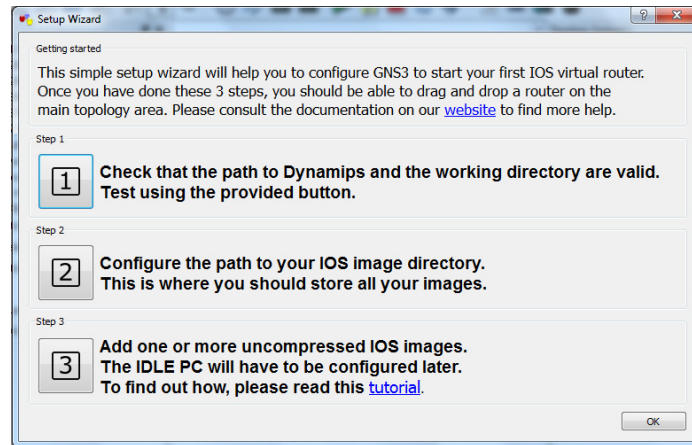 Setup Wizard
Getting started
This simple setup wizard will help you to configure GNS3 to start your first IOS virtual router.
Once you have done these 3 steps, you should be able to drag and drop a router on the
main topology area. Please consult the documentation on our website to find more help.
Step 1
1
Check that the path to Dynamips and the working directory are valid.
Test using the provided button.
Step 2
2
Configure the path to your IOS image directory.
This is where you should store all your images.
Step 3
3
Add one or more uncompressed IOS images.
The IDLE PC will have to be configured later.
To find out how, please read this tutorial.
OK